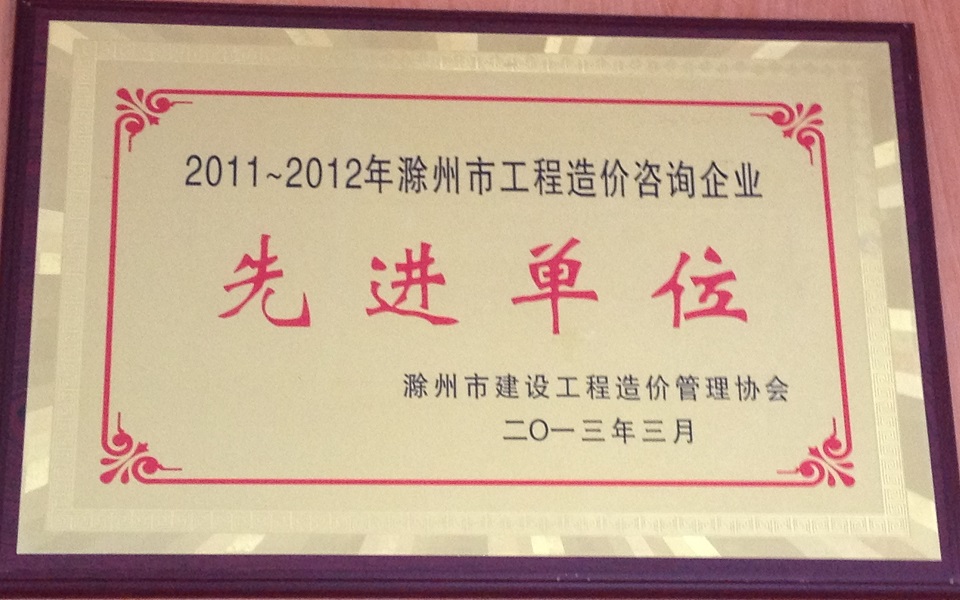 2011~2012年滁州市工程造价咨询企业
先进单位
滁州市建设工程造价管理协会
二〇一三年三月